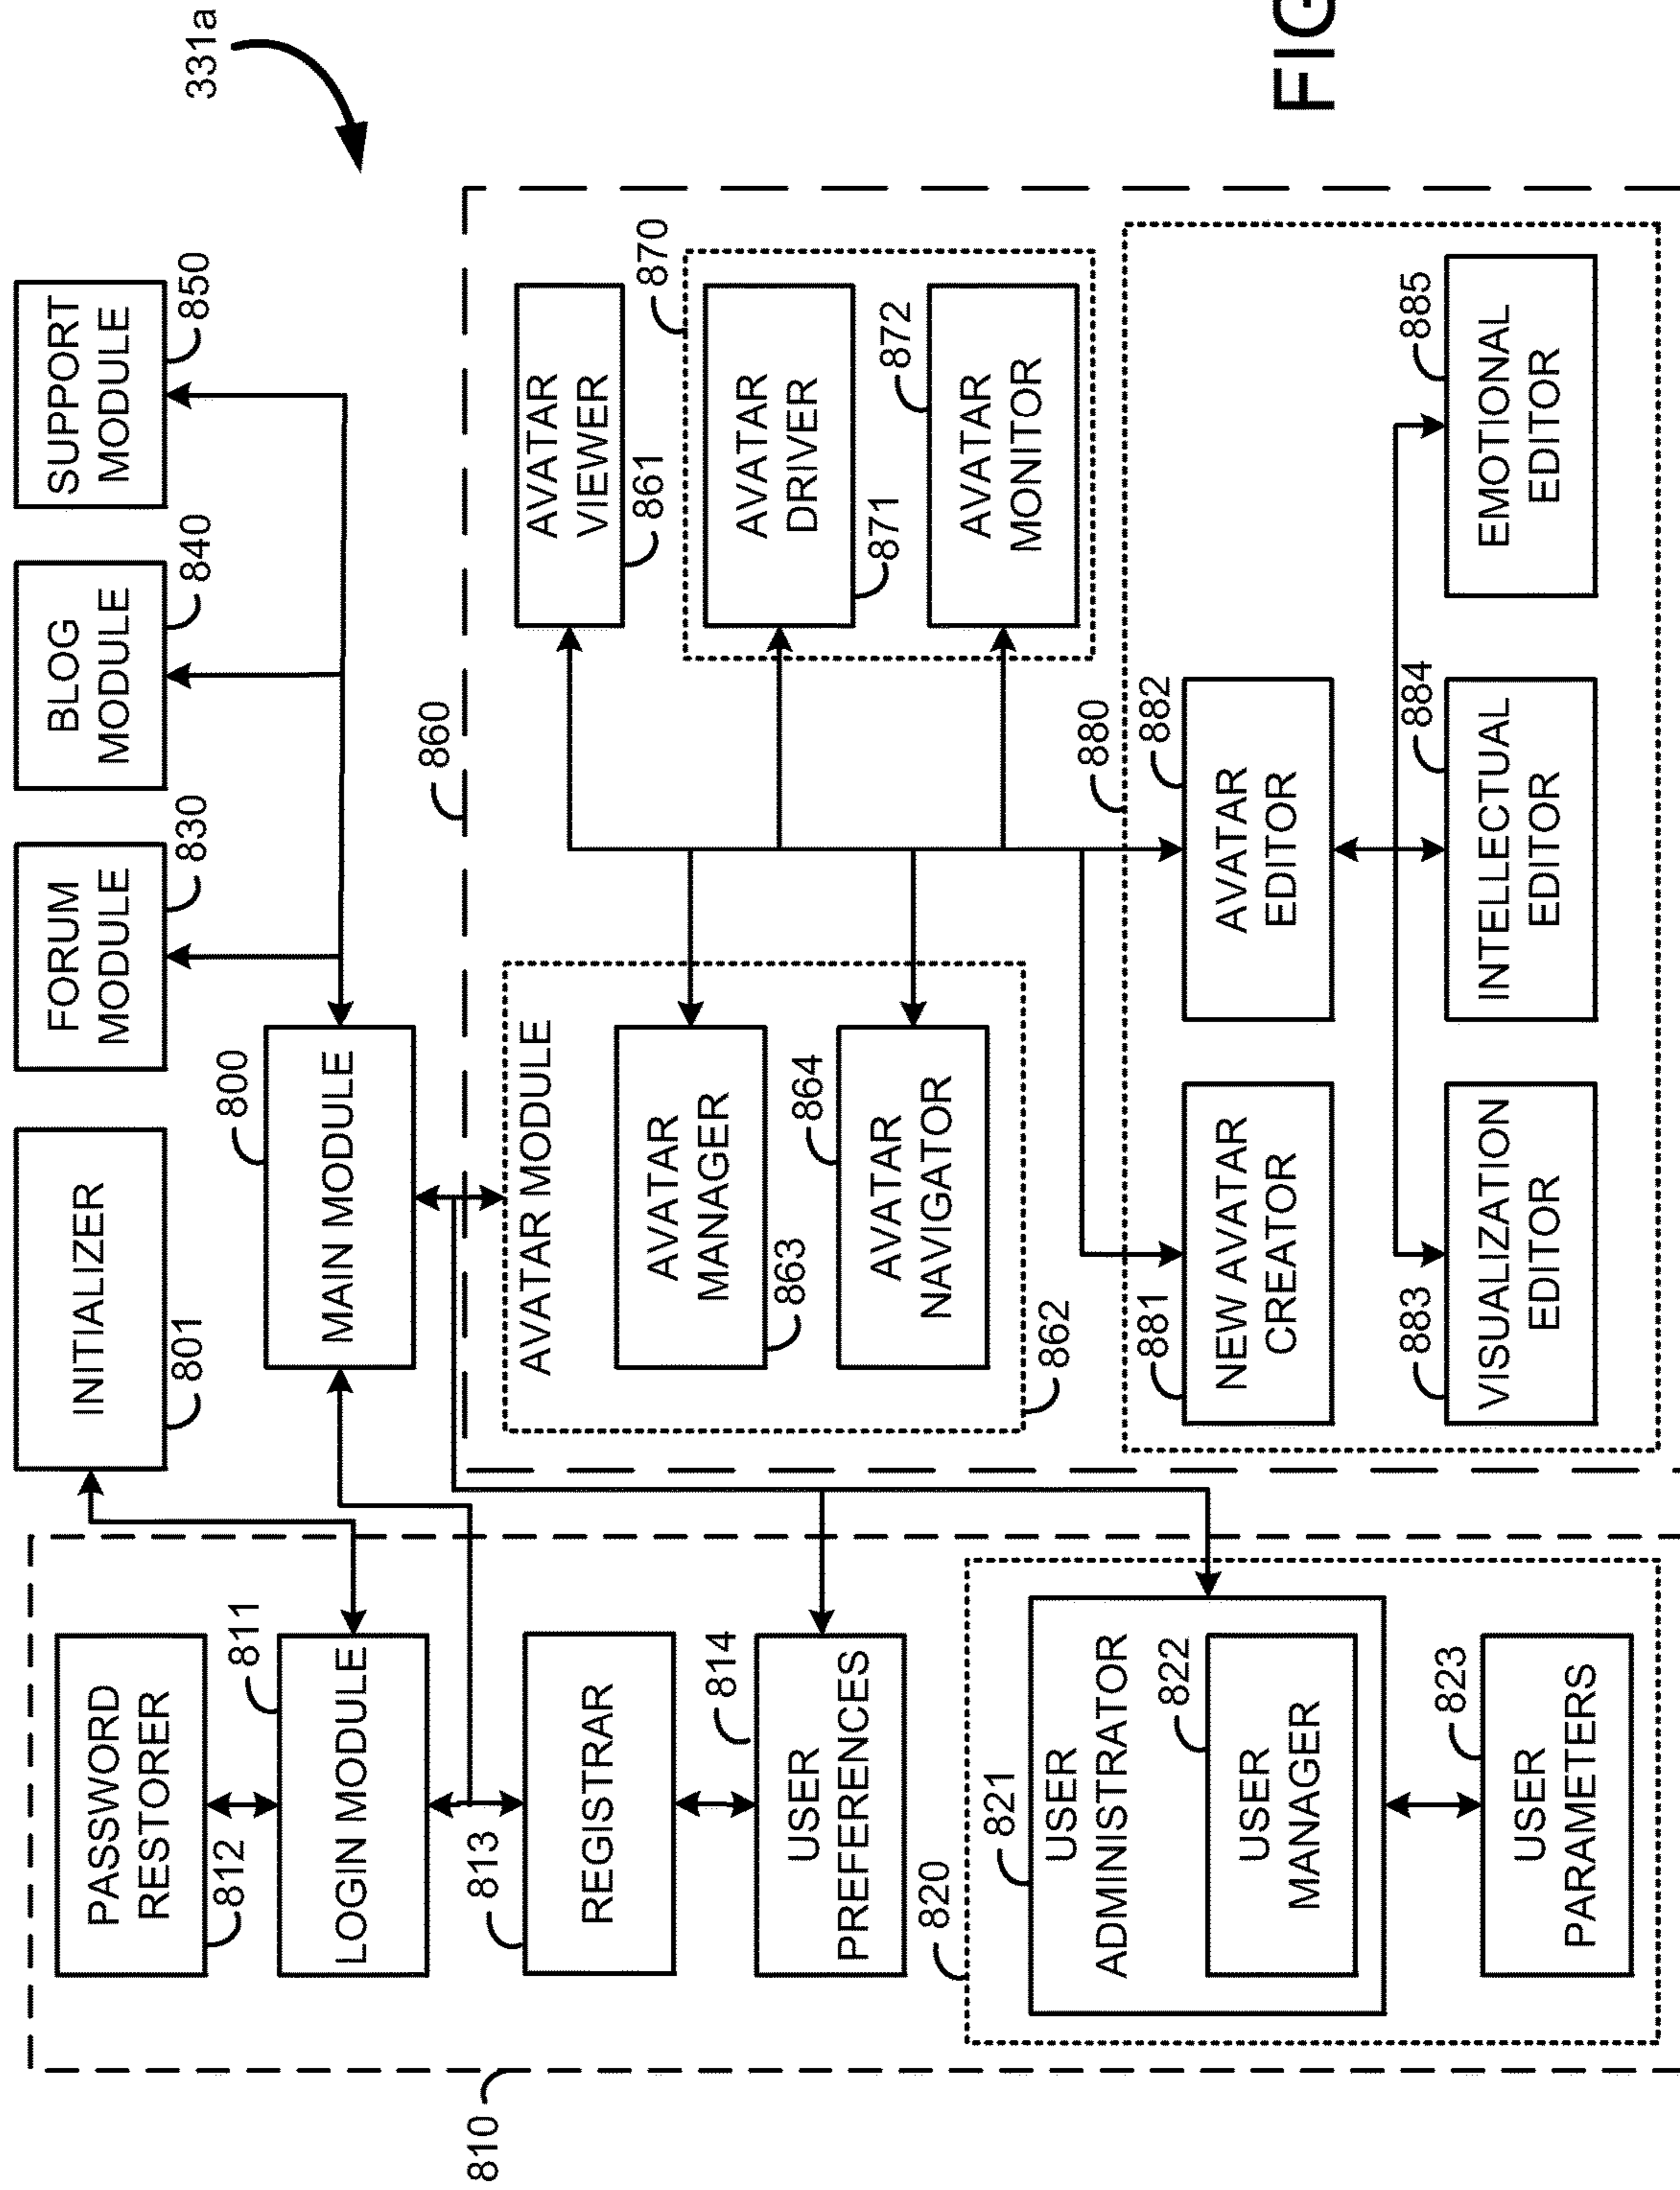 331a
SUPPORT
MODULE
850
BLOG
MODULE
840
FORUM
MODULE
830
INITIALIZER
801
MAIN MODULE
800
PASSWORD
RESTORER
812
LOGIN MODULE
811
REGISTRAR
813
USER
PREFERENCES
814
820
USER
ADMINISTRATOR
821
USER
MANAGER
822
USER
PARAMETERS
823
810
860
AVATAR MODULE
AVATAR
MANAGER
863
AVATAR
NAVIGATOR
864
862
AVATAR
VIEWER
861
870
AVATAR
DRIVER
871
AVATAR
MONITOR
872
880
NEW AVATAR
CREATOR
881
AVATAR
EDITOR
882
VISUALIZATION
EDITOR
883
INTELLECTUAL
EDITOR
884
EMOTIONAL
EDITOR
885
FIG